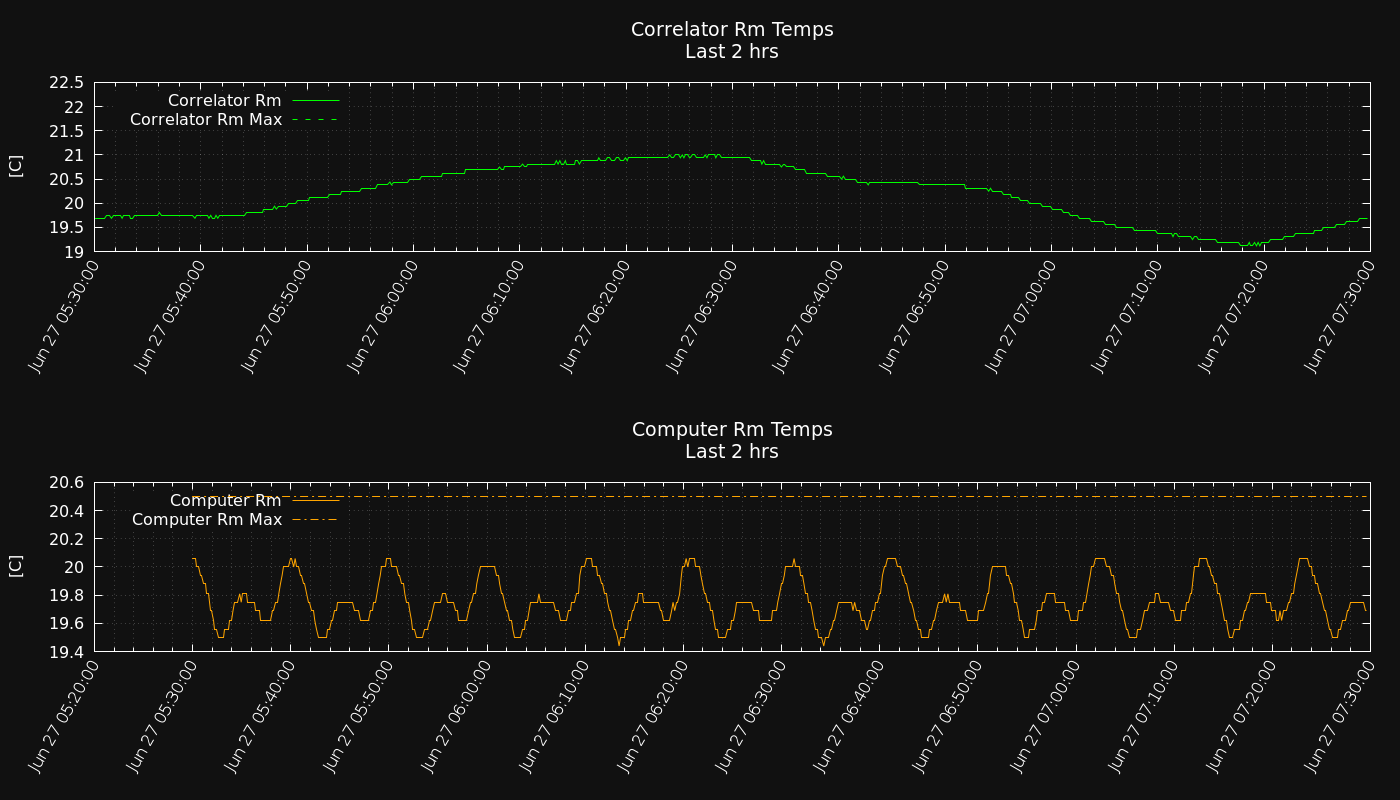 Correlator Rm Temps
Last 2 hrs
22.5
22
21.5
21
20.5
20
19.5
19
[C]
Correlator Rm
Correlator Rm Max
Jun 27 05:30:00
Jun 27 05:40:00
Jun 27 05:50:00
Jun 27 06:00:00
Jun 27 06:10:00
Jun 27 06:20:00
Jun 27 06:30:00
Jun 27 06:40:00
Jun 27 06:50:00
Jun 27 07:00:00
Jun 27 07:10:00
Jun 27 07:20:00
Jun 27 07:30:00
Computer Rm Temps
Last 2 hrs
20.6
20.4
20.2
20
19.8
19.6
19.4
[C]
Computer Rm
Computer Rm Max
Jun 27 05:20:00
Jun 27 05:30:00
Jun 27 05:40:00
Jun 27 05:50:00
Jun 27 06:00:00
Jun 27 06:10:00
Jun 27 06:20:00
Jun 27 06:30:00
Jun 27 06:40:00
Jun 27 06:50:00
Jun 27 07:00:00
Jun 27 07:10:00
Jun 27 07:20:00
Jun 27 07:30:00